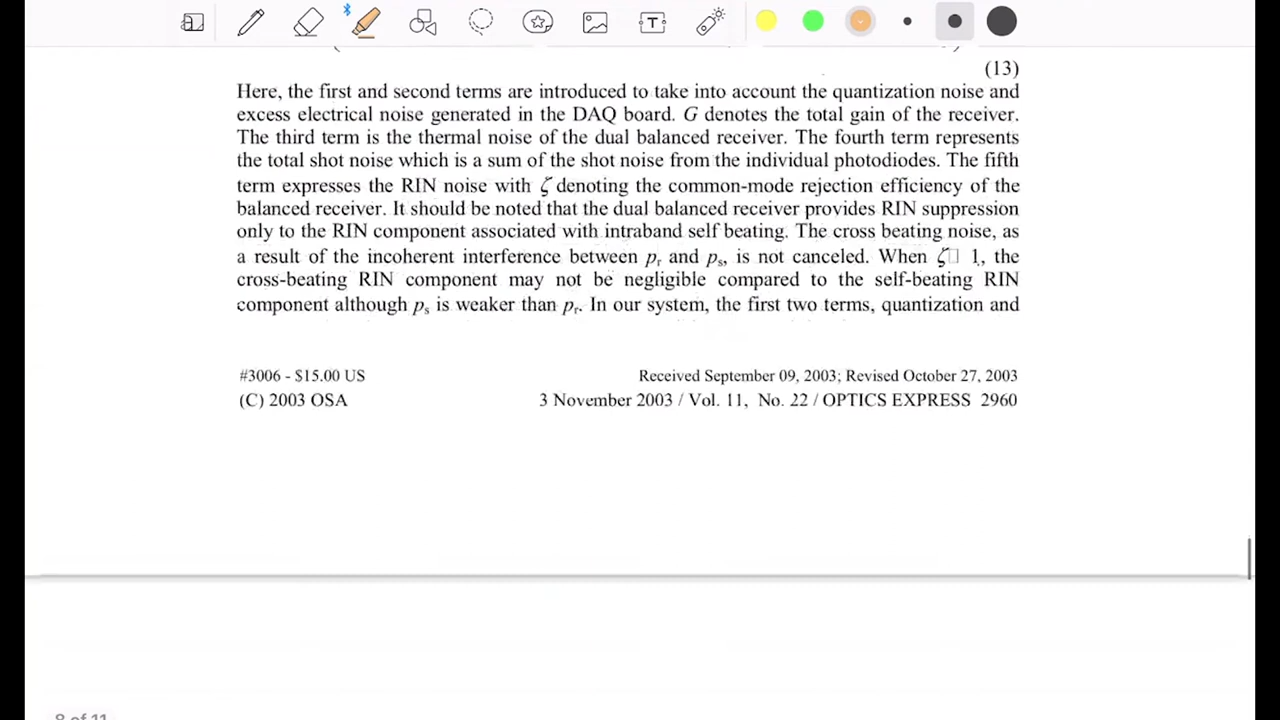 (13)
Here, the first and second terms are introduced to take into account the quantization noise and
excess electrical noise generated in the DAQ board. G denotes the total gain of the receiver.
The third term is the thermal noise of the dual balanced receiver. The fourth term represents
the total shot noise which is a sum of the shot noise from the individual photodiodes. The fifth
term expresses the RIN noise with ζ denoting the common-mode rejection efficiency of the
balanced receiver. It should be noted that the dual balanced receiver provides RIN suppression
only to the RIN component associated with intraband self beating. The cross beating noise, as
a result of the incoherent interference between pr and ps, is not canceled. When ζ□ 1, the
cross-beating RIN component may not be negligible compared to the self-beating RIN
component although ps is weaker than pr. In our system, the first two terms, quantization and
#3006 - $15.00 US
Received September 09, 2003; Revised October 27, 2003
(C) 2003 OSA
3 November 2003 / Vol. 11, No. 22 / OPTICS EXPRESS 2960
8 of 11